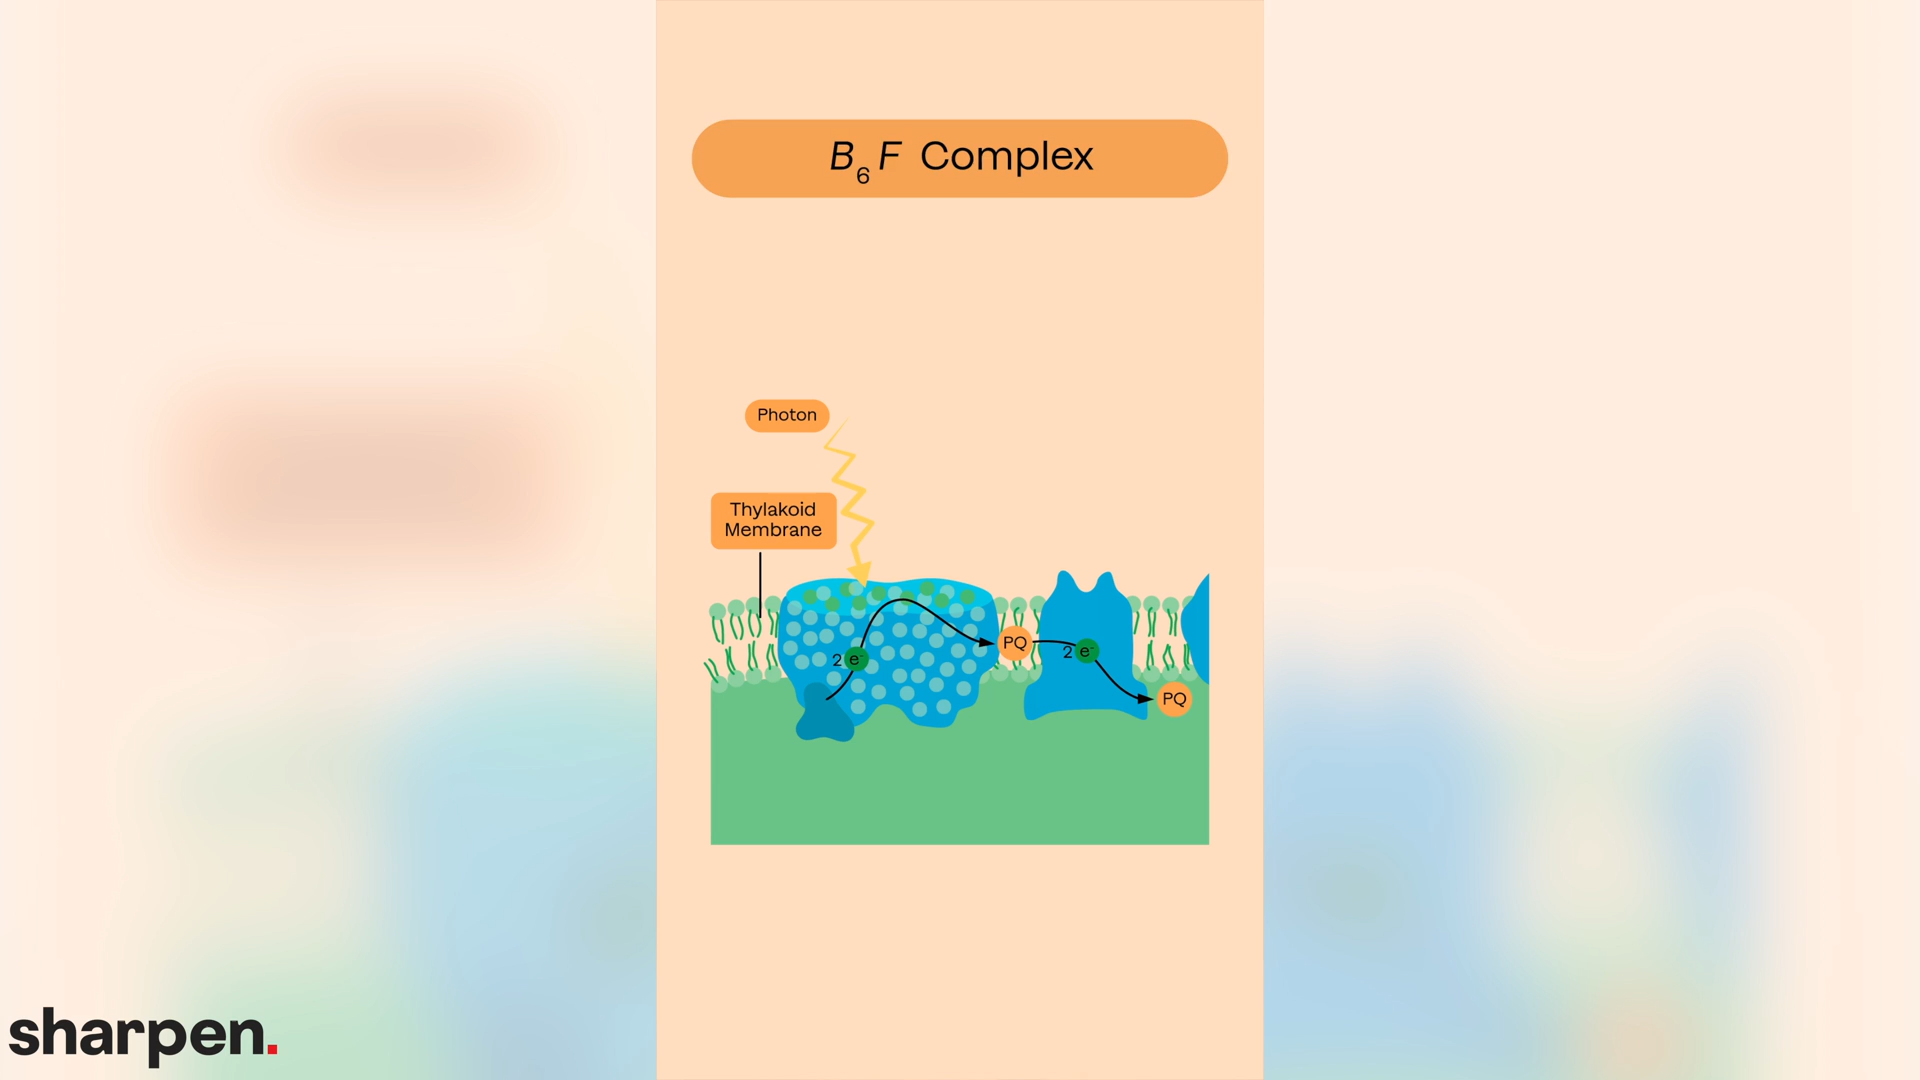 B₆F Complex
Photon
Thylakoid
Membrane
2 e⁻
PQ
2 e⁻
PQ
sharpen.